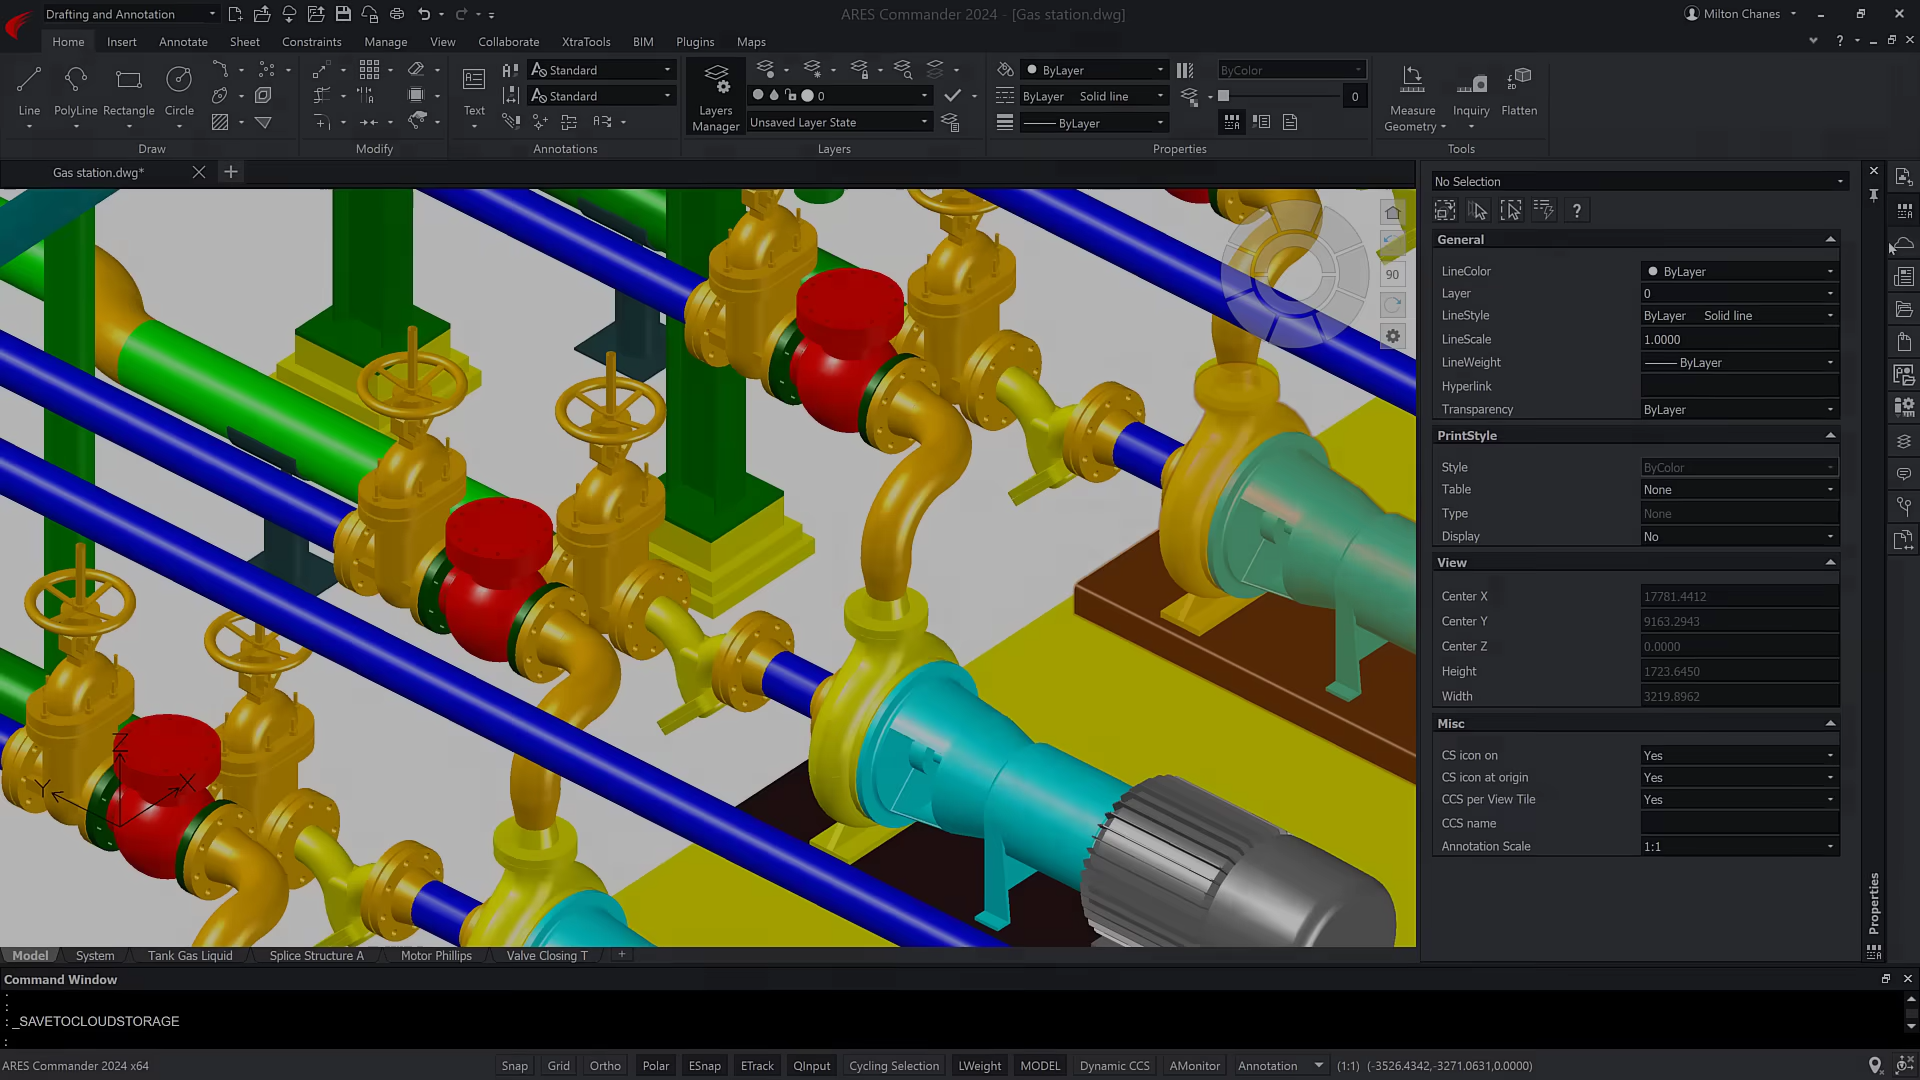 Drafting and Annotation
ARES Commander 2024 - [Gas station.dwg]
Milton Chanes
Home Insert Annotate Sheet Constraints Manage View Collaborate XtraTools BIM Plugins Maps
Line PolyLine Rectangle Circle
Draw
Modify
Text
Standard
Standard
Annotations
Layers Manager
0
Unsaved Layer State
Layers
ByLayer
ByLayer Solid line
ByLayer
ByColor
0
Properties
Measure Geometry
Inquiry
Flatten
2D
Tools
Gas station.dwg*
90
Z
Y
X
No Selection
General
LineColor ByLayer
Layer 0
LineStyle ByLayer Solid line
LineScale 1.0000
LineWeight ByLayer
Hyperlink
Transparency ByLayer
PrintStyle
Style ByColor
Table None
Type None
Display No
View
Center X 17781.4412
Center Y 9163.2943
Center Z 0.0000
Height 1723.6450
Width 3219.8962
Misc
CS icon on Yes
CS icon at origin Yes
CCS per View Tile Yes
CCS name
Annotation Scale 1:1
Properties
Model System Tank Gas Liquid Splice Structure A Motor Phillips Valve Closing T
Command Window
:
:
: _SAVETOCLOUDSTORAGE
:
ARES Commander 2024 x64
Snap Grid Ortho Polar ESnap ETrack QInput Cycling Selection LWeight MODEL Dynamic CCS AMonitor Annotation (1:1) (-3526.4342,-3271.0631,0.0000)